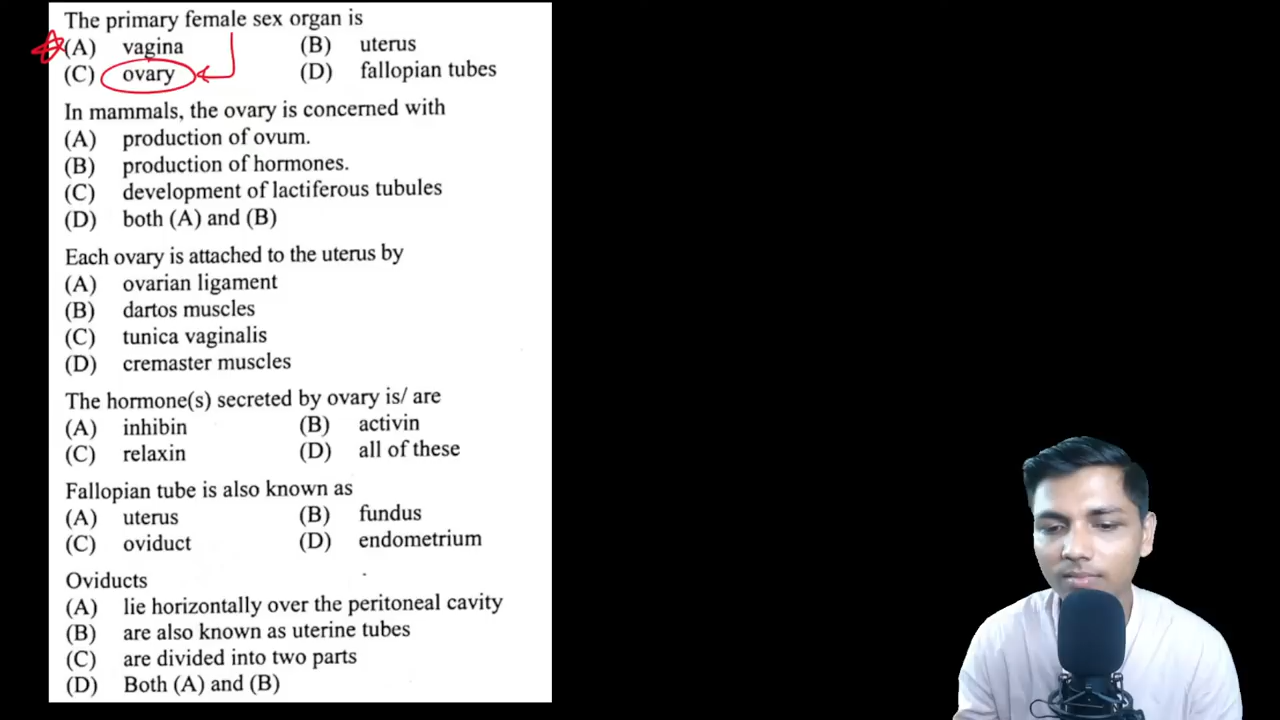 The primary female sex organ is
(A) vagina (B) uterus
(C) ovary (D) fallopian tubes
In mammals, the ovary is concerned with
(A) production of ovum.
(B) production of hormones.
(C) development of lactiferous tubules
(D) both (A) and (B)
Each ovary is attached to the uterus by
(A) ovarian ligament
(B) dartos muscles
(C) tunica vaginalis
(D) cremaster muscles
The hormone(s) secreted by ovary is/ are
(A) inhibin (B) activin
(C) relaxin (D) all of these
Fallopian tube is also known as
(A) uterus (B) fundus
(C) oviduct (D) endometrium
Oviducts
(A) lie horizontally over the peritoneal cavity
(B) are also known as uterine tubes
(C) are divided into two parts
(D) Both (A) and (B)